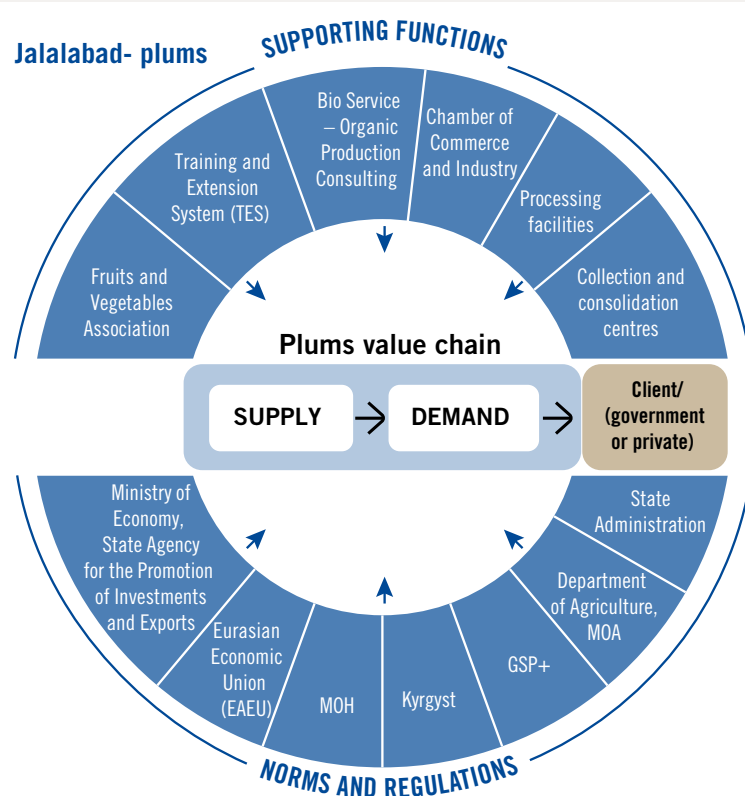 Jalalabad- plums
SUPPORTING FUNCTIONS
Fruits and
Vegetables
Association
Training and
Extension
System (TES)
Bio Service
– Organic
Production
Consulting
Chamber of
Commerce
and Industry
Processing
facilities
Collection and
consolidation
centres
Plums value chain
SUPPLY
DEMAND
Client/
(government
or private)
Ministry of
Economy,
State Agency
for the Promotion
of Investments
and Exports
Eurasian
Economic
Union
(EAEU)
MOH
Kyrgyst
GSP+
Department
of Agriculture,
MOA
State
Administration
NORMS AND REGULATIONS